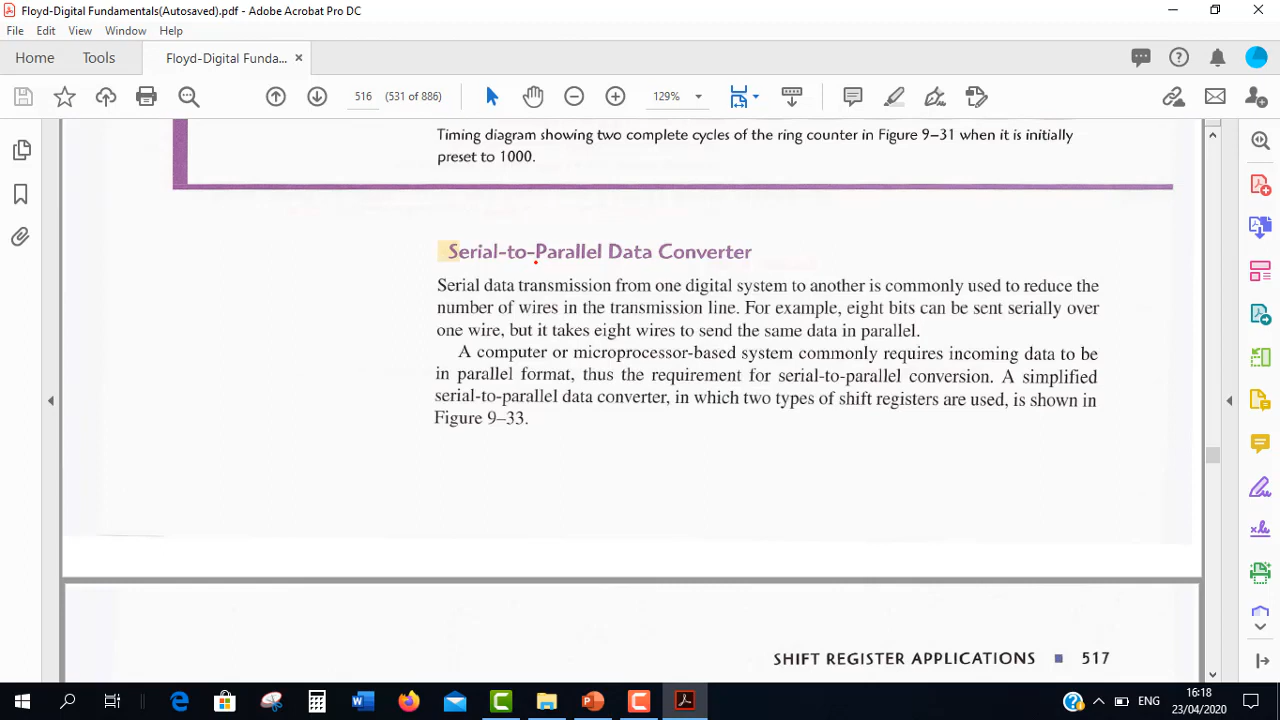 Floyd-Digital Fundamentals(Autosaved).pdf - Adobe Acrobat Pro DC
File Edit View Window Help
Home Tools Floyd-Digital Funda... ×
516 (531 of 886) 129%
Timing diagram showing two complete cycles of the ring counter in Figure 9–31 when it is initially
preset to 1000.
Serial-to-Parallel Data Converter
Serial data transmission from one digital system to another is commonly used to reduce the
number of wires in the transmission line. For example, eight bits can be sent serially over
one wire, but it takes eight wires to send the same data in parallel.
A computer or microprocessor-based system commonly requires incoming data to be
in parallel format, thus the requirement for serial-to-parallel conversion. A simplified
serial-to-parallel data converter, in which two types of shift registers are used, is shown in
Figure 9–33.
SHIFT REGISTER APPLICATIONS ■ 517
ENG
16:18
23/04/2020